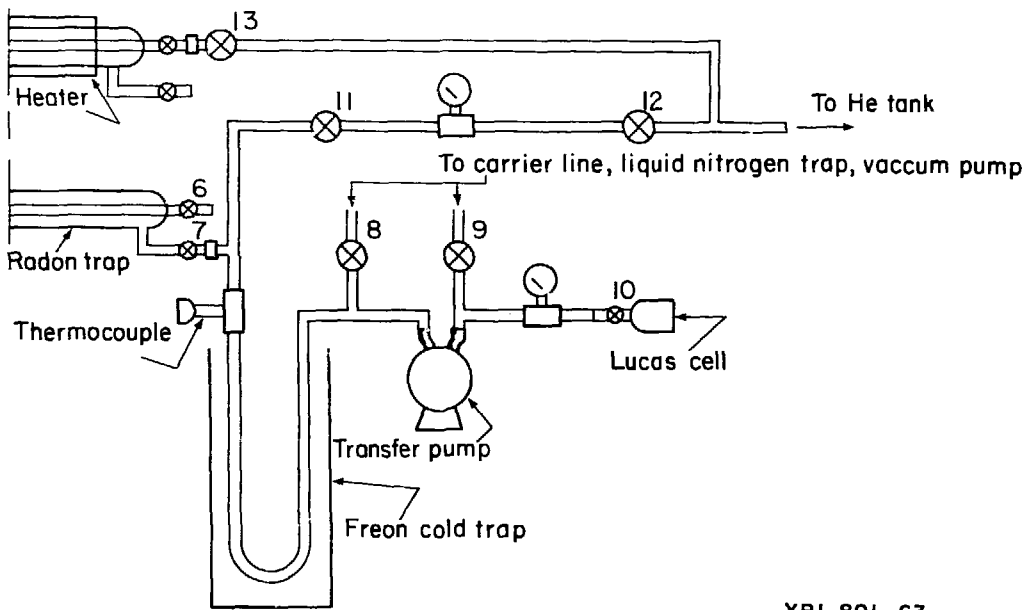 13
Heater
11
12
To He tank
To carrier line, liquid nitrogen trap, vaccum pump
6
7
8
9
Radon trap
10
Thermocouple
Lucas cell
Transfer pump
Freon cold trap